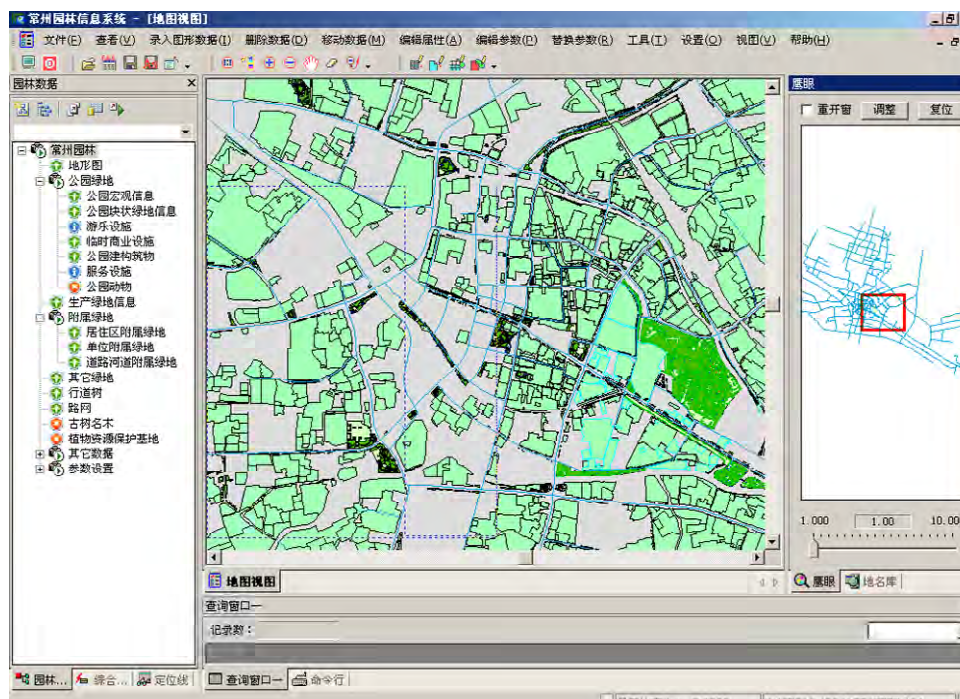 常州园林信息系统 - [地图视图]
文件(F) 查看(V) 录入图形数据(I) 删除数据(D) 移动数据(M) 编辑属性(A) 编辑参数(P) 替换参数(R) 工具(T) 设置(O) 视图(V) 帮助(H)
园林数据
常州园林
地形图
公园绿地
公园宏观信息
公园块状绿地信息
游乐设施
临时商业设施
公园建构筑物
服务设施
公园动物
生产绿地信息
附属绿地
居住区附属绿地
单位附属绿地
道路河道附属绿地
其它绿地
行道树
路网
古树名木
植物资源保护基地
其它数据
参数设置
园林... 综合... 定位线
地图视图
查询窗口一
记录数：
查询窗口一 命令行
鹰眼
重开窗 调整 复位
1.000 1.00 10.00
鹰眼 地名库